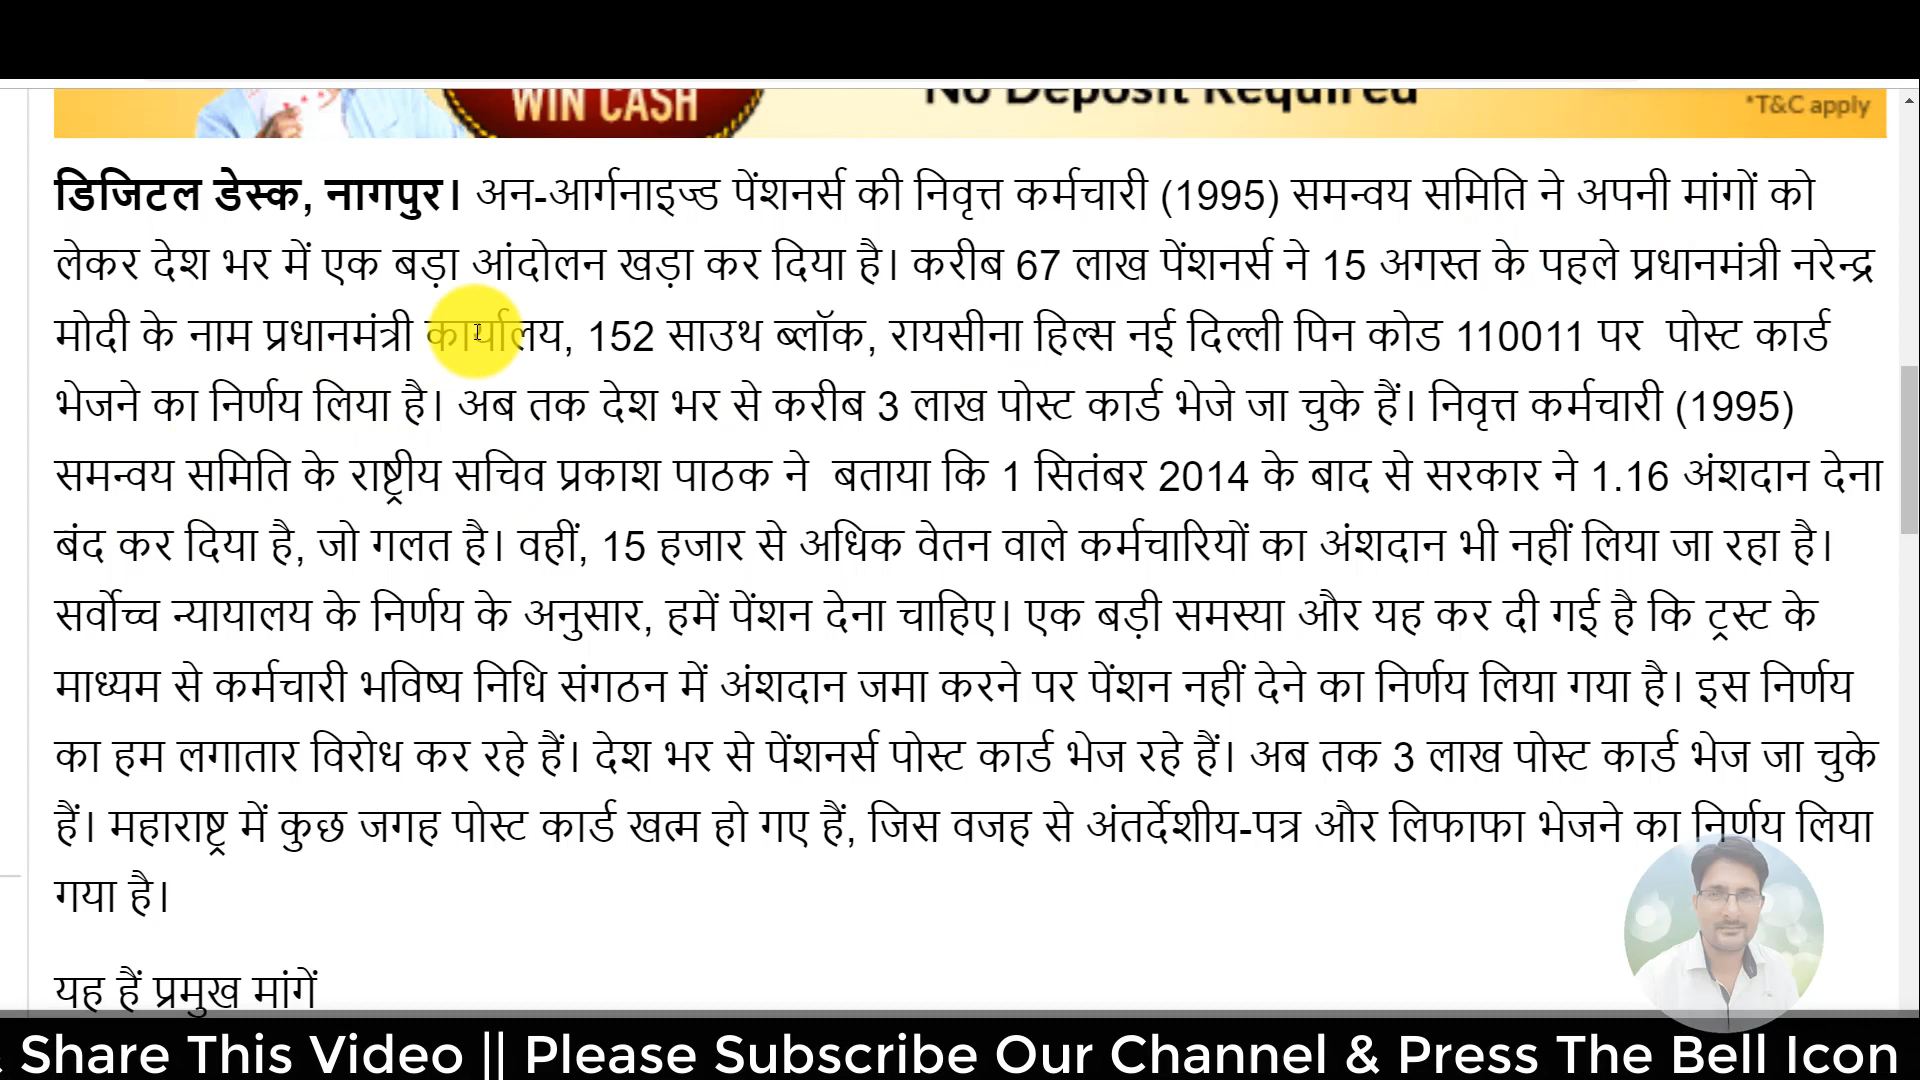 WIN CASH
No Deposit Required
*T&C apply
डिजिटल डेस्क, नागपुर। अन-आर्गनाइज्ड पेंशनर्स की निवृत्त कर्मचारी (1995) समन्वय समिति ने अपनी मांगों को
लेकर देश भर में एक बड़ा आंदोलन खड़ा कर दिया है। करीब 67 लाख पेंशनर्स ने 15 अगस्त के पहले प्रधानमंत्री नरेन्द्र
मोदी के नाम प्रधानमंत्री कार्यालय, 152 साउथ ब्लॉक, रायसीना हिल्स नई दिल्ली पिन कोड 110011 पर पोस्ट कार्ड
भेजने का निर्णय लिया है। अब तक देश भर से करीब 3 लाख पोस्ट कार्ड भेजे जा चुके हैं। निवृत्त कर्मचारी (1995)
समन्वय समिति के राष्ट्रीय सचिव प्रकाश पाठक ने बताया कि 1 सितंबर 2014 के बाद से सरकार ने 1.16 अंशदान देना
बंद कर दिया है, जो गलत है। वहीं, 15 हजार से अधिक वेतन वाले कर्मचारियों का अंशदान भी नहीं लिया जा रहा है।
सर्वोच्च न्यायालय के निर्णय के अनुसार, हमें पेंशन देना चाहिए। एक बड़ी समस्या और यह कर दी गई है कि ट्रस्ट के
माध्यम से कर्मचारी भविष्य निधि संगठन में अंशदान जमा करने पर पेंशन नहीं देने का निर्णय लिया गया है। इस निर्णय
का हम लगातार विरोध कर रहे हैं। देश भर से पेंशनर्स पोस्ट कार्ड भेज रहे हैं। अब तक 3 लाख पोस्ट कार्ड भेज जा चुके
हैं। महाराष्ट्र में कुछ जगह पोस्ट कार्ड खत्म हो गए हैं, जिस वजह से अंतर्देशीय-पत्र और लिफाफा भेजने का निर्णय लिया
गया है।
यह हैं प्रमुख मांगें
Share This Video || Please Subscribe Our Channel & Press The Bell Icon